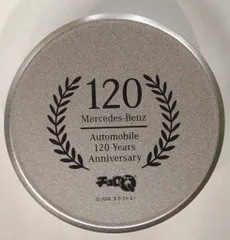 120
Mercedes-Benz
Automobile
120 Years
Anniversary
チョロQ